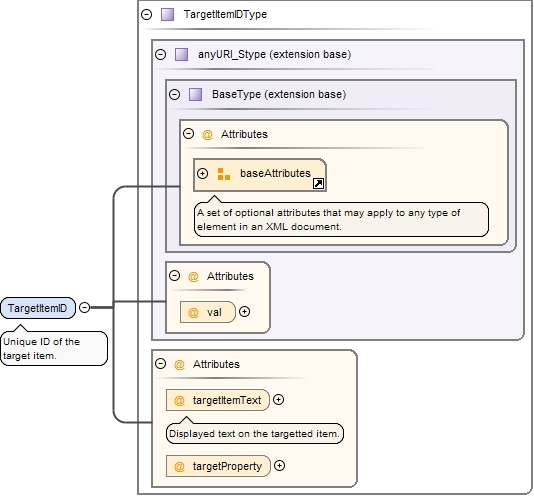 TargetItemIDType
anyURI_Stype (extension base)
BaseType (extension base)
@ Attributes
baseAttributes
A set of optional attributes that may apply to any type of
element in an XML document.
@ Attributes
@ val
TargetItemID
Unique ID of the
target item.
@ Attributes
@ targetItemText
Displayed text on the targetted item.
@ targetProperty